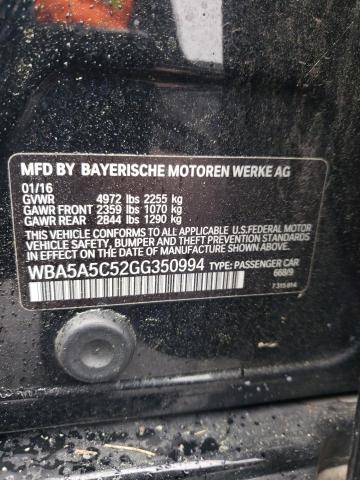 MFD BY BAYERISCHE MOTOREN WERKE AG
01/16
GVWR 4972 lbs 2255 kg
GAWR FRONT 2359 lbs 1070 kg
GAWR REAR 2844 lbs 1290 kg
THIS VEHICLE CONFORMS TO ALL APPLICABLE U.S.FEDERAL MOTOR
VEHICLE SAFETY, BUMPER AND THEFT PREVENTION STANDARDS
IN EFFECT ON THE DATE OF MANUFACTURE SHOWN ABOVE.
WBA5A5C52GG350994 TYPE: PASSENGER CAR
668/9
7 315 814